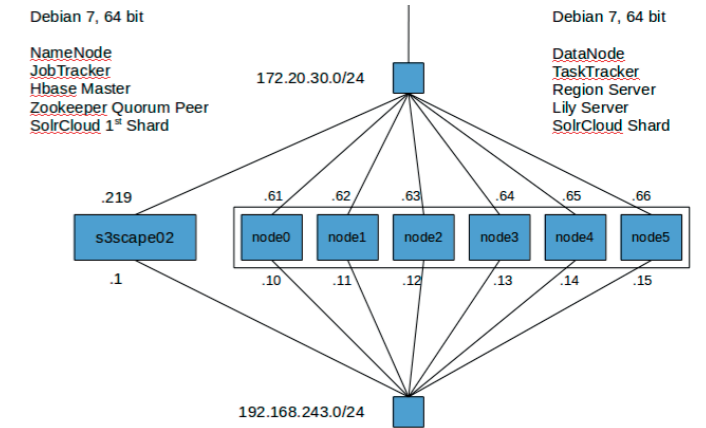 Debian 7, 64 bit
NameNode
JobTracker
Hbase Master
Zookeeper Quorum Peer
SolrCloud 1st Shard
Debian 7, 64 bit
DataNode
TaskTracker
Region Server
Lily Server
SolrCloud Shard
172.20.30.0/24
.219 .61 .62 .63 .64 .65 .66
s3scape02 node0 node1 node2 node3 node4 node5
.1 .10 .11 .12 .13 .14 .15
192.168.243.0/24